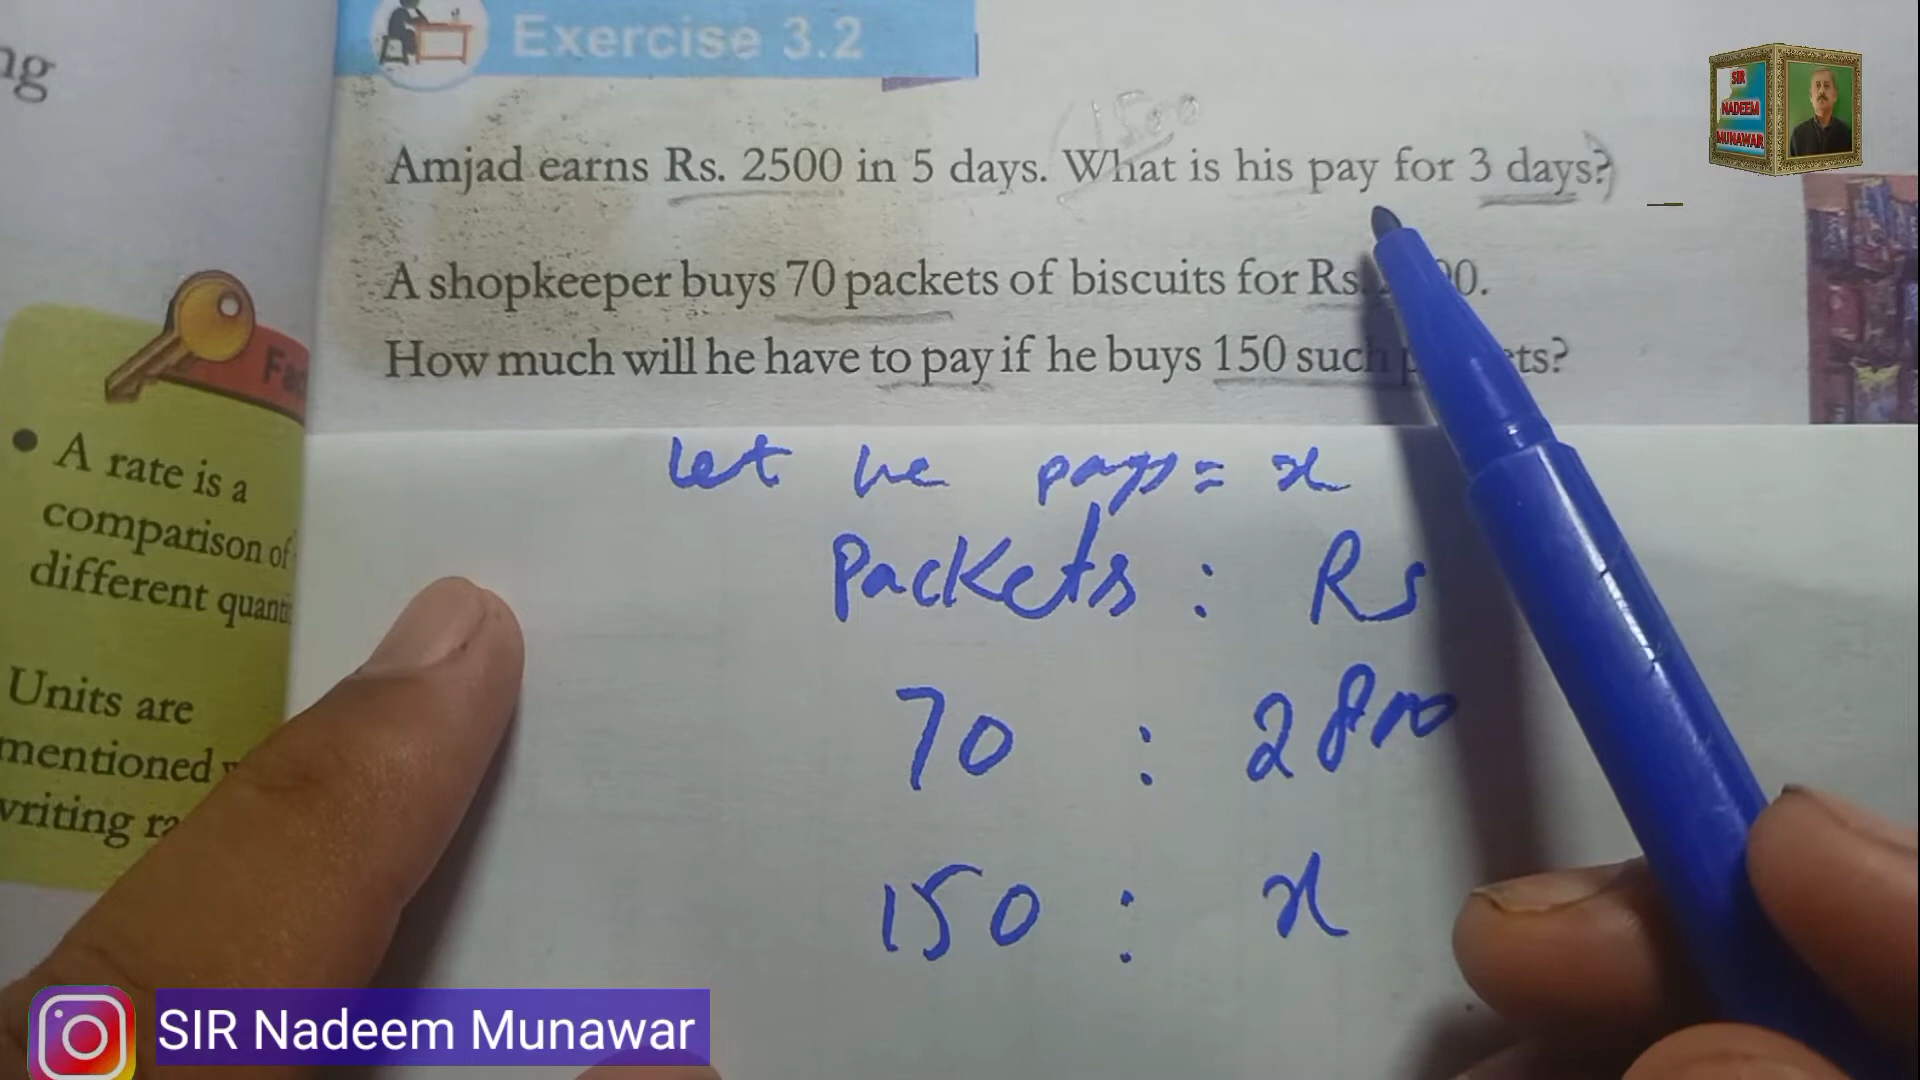 ng
Exercise 3.2
1500
Amjad earns Rs. 2500 in 5 days. What is his pay for 3 days?
A shopkeeper buys 70 packets of biscuits for Rs.
How much will he have to pay if he buys 150 such
• A rate is a
comparison of
different
Units are
mentioned
writing
let he pays = x
Packets : Rs
70 : 2800
150 : x
SIR NADEEM MUNAWAR
SIR Nadeem Munawar